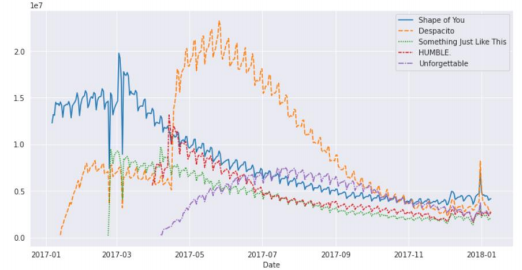 1e7
Shape of You
Despacito
Something Just Like This
HUMBLE.
Unforgettable
2.0
1.5
1.0
0.5
0.0
2017-01
2017-03
2017-05
2017-07
2017-09
2017-11
2018-01
Date